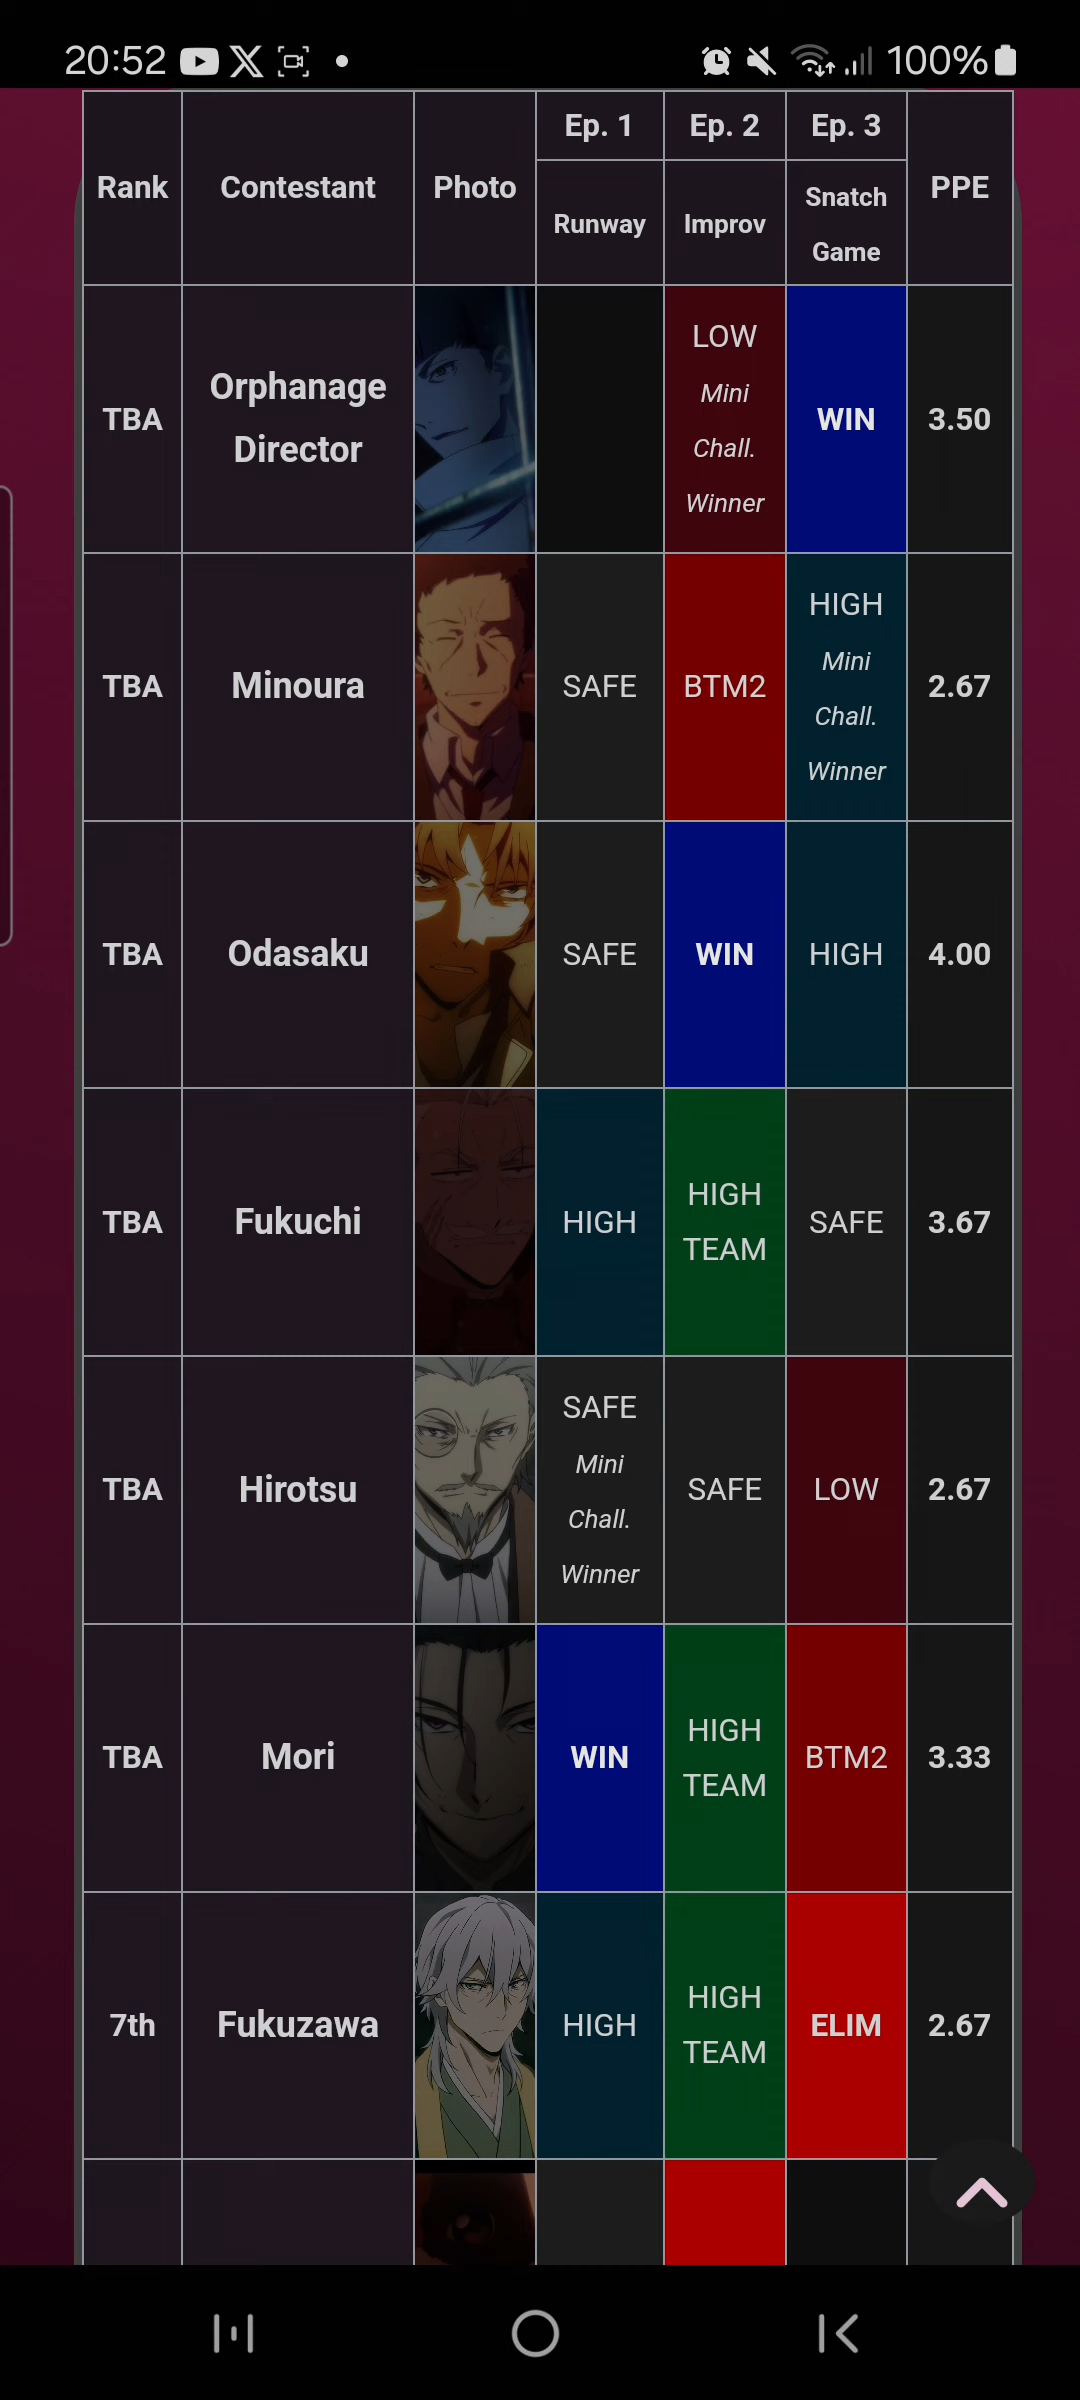 20:52 100%
Rank Contestant Photo Ep. 1 Ep. 2 Ep. 3 PPE
Runway Improv Snatch
Game
TBA Orphanage
Director LOW
Mini
Chall.
Winner WIN 3.50
TBA Minoura SAFE BTM2 HIGH
Mini
Chall.
Winner 2.67
TBA Odasaku SAFE WIN HIGH 4.00
TBA Fukuchi HIGH HIGH
TEAM SAFE 3.67
TBA Hirotsu SAFE
Mini
Chall.
Winner SAFE LOW 2.67
TBA Mori WIN HIGH
TEAM BTM2 3.33
7th Fukuzawa HIGH HIGH
TEAM ELIM 2.67